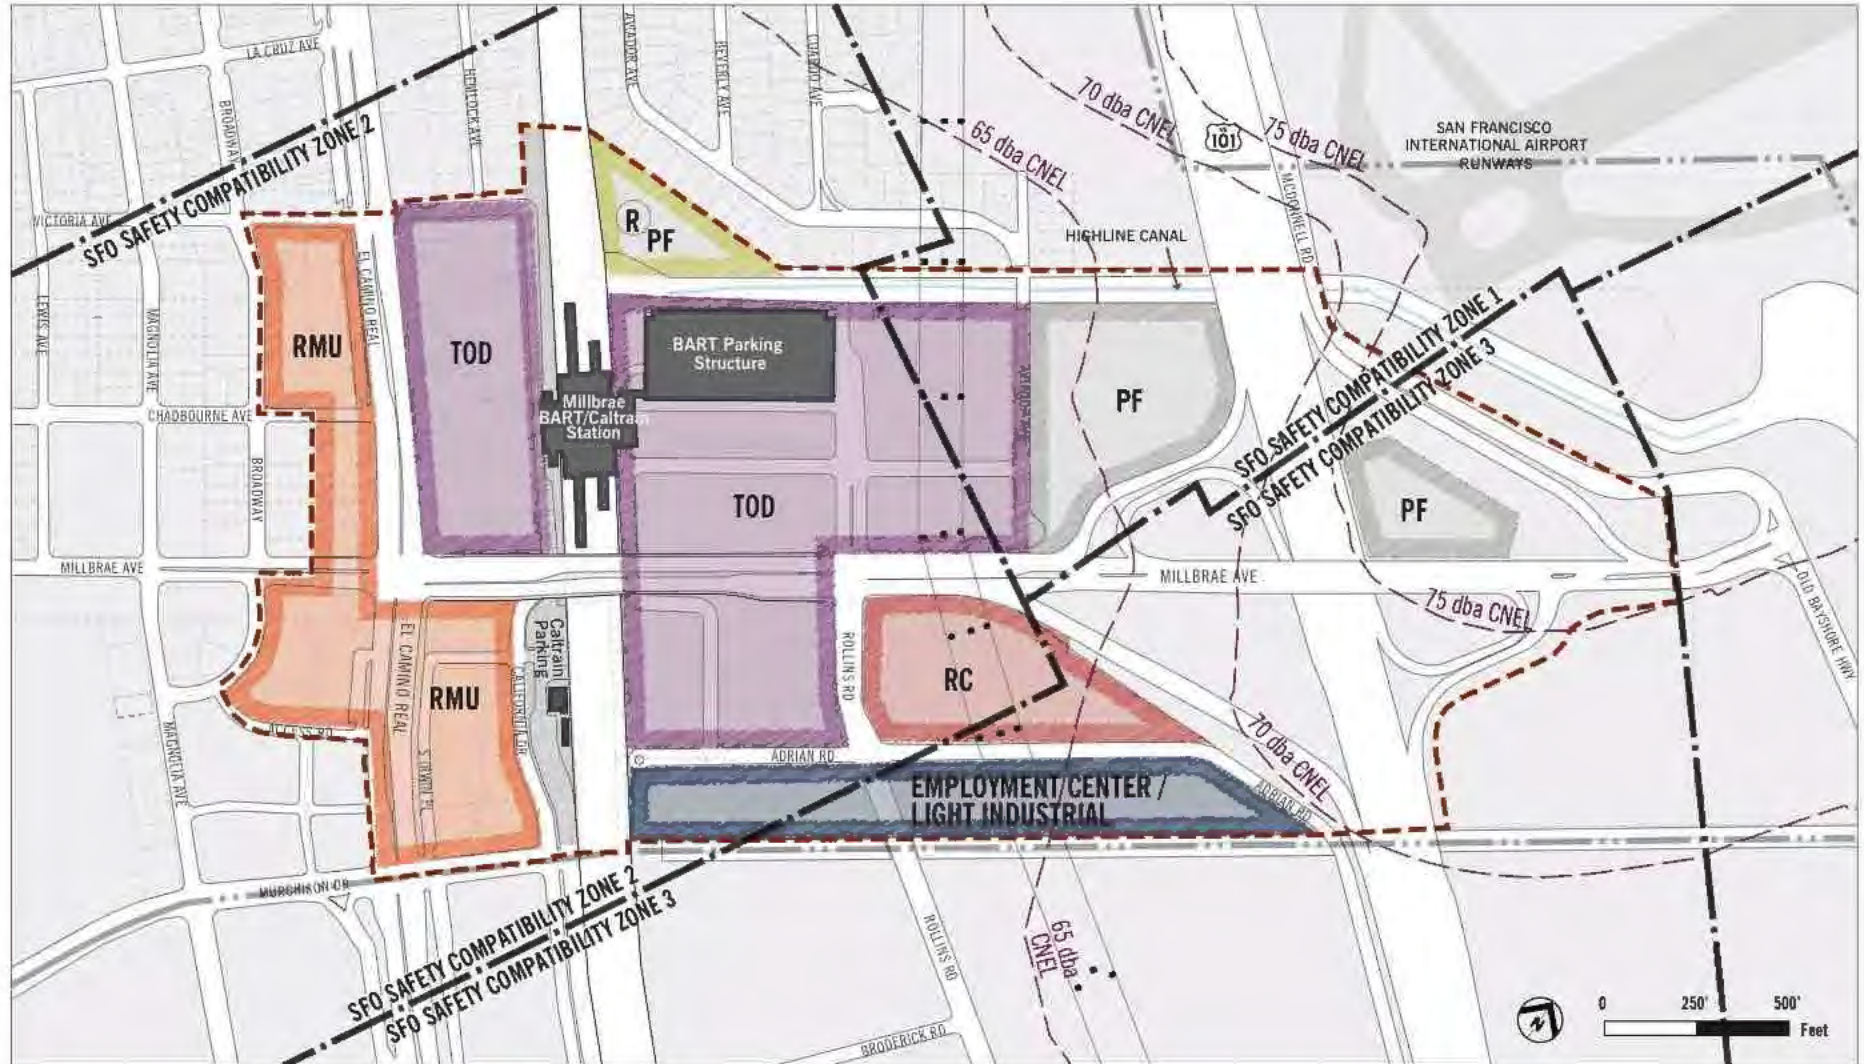 LA CRUZ AVE
BROADWAY
HEMLOCK AVE
AVIADOR AVE
BEVERLY AVE
CUARDO AVE
SFO SAFETY COMPATIBILITY ZONE 2
VICTORIA AVE
65 dba CNEL
70 dba CNEL
US
101
75 dba CNEL
SAN FRANCISCO
INTERNATIONAL AIRPORT
RUNWAYS
MCDONNELL RD
HIGHLINE CANAL
R
PF
LEWIS AVE
MAGNOLIA AVE
EL CAMINO REAL
RMU
TOD
BART Parking
Structure
Millbrae
BART/Caltrain
Station
PF
SFO SAFETY COMPATIBILITY ZONE 1
SFO SAFETY COMPATIBILITY ZONE 3
CHADBOURNE AVE
BROADWAY
TOD
PF
MILLBRAE AVE
MILLBRAE AVE
75 dba CNEL
OLD BAYSHORE HWY
EL CAMINO REAL
RMU
CALIFORNIA DR
Caltrain
Parking
ROLLINS RD
RC
MAGNOLIA AVE
ACCESS RD
ADRIAN RD
70 dba CNEL
ADRIAN RD
EMPLOYMENT/CENTER /
LIGHT INDUSTRIAL
MURCHISON DR
SFO SAFETY COMPATIBILITY ZONE 2
SFO SAFETY COMPATIBILITY ZONE 3
ROLLINS RD
65 dba
CNEL
BRODERICK RD
0 250' 500'
Feet